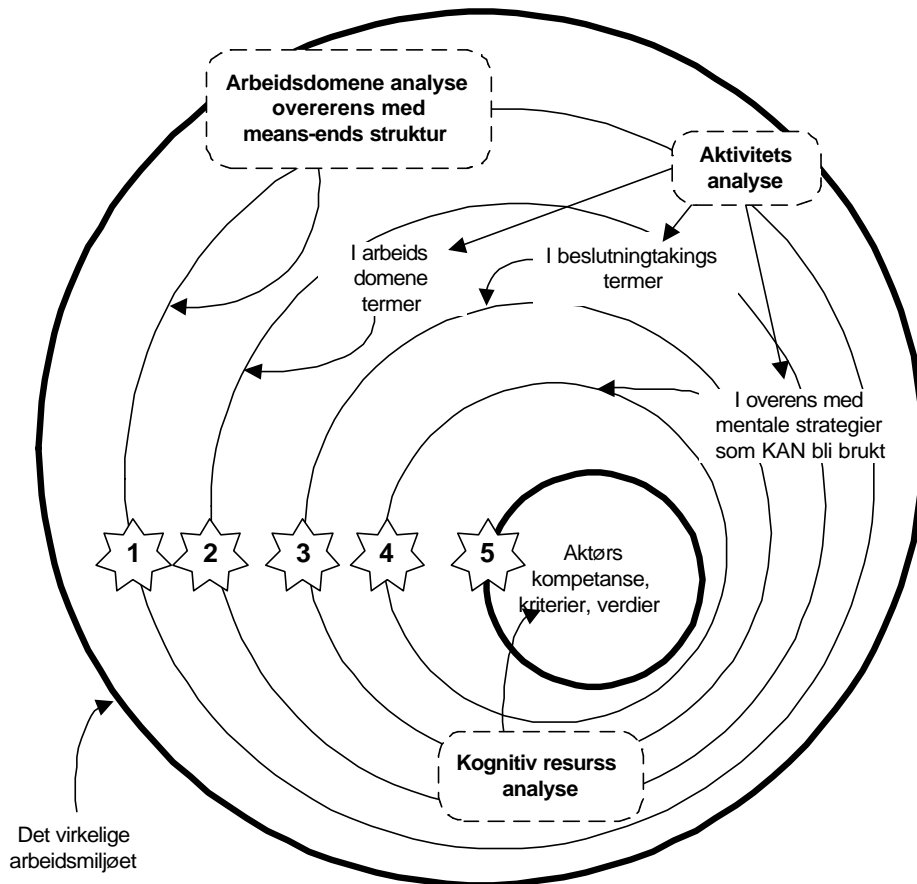 Arbeidsdomene analyse
overerens med
means-ends struktur
Aktivitets
analyse
I arbeids
domene
termer
I beslutningtakings
termer
I overens med
mentale strategier
som KAN bli brukt
1
2
3
4
5
Aktørs
kompetanse,
kriterier, verdier
Kognitiv resurss
analyse
Det virkelige
arbeidsmiljøet